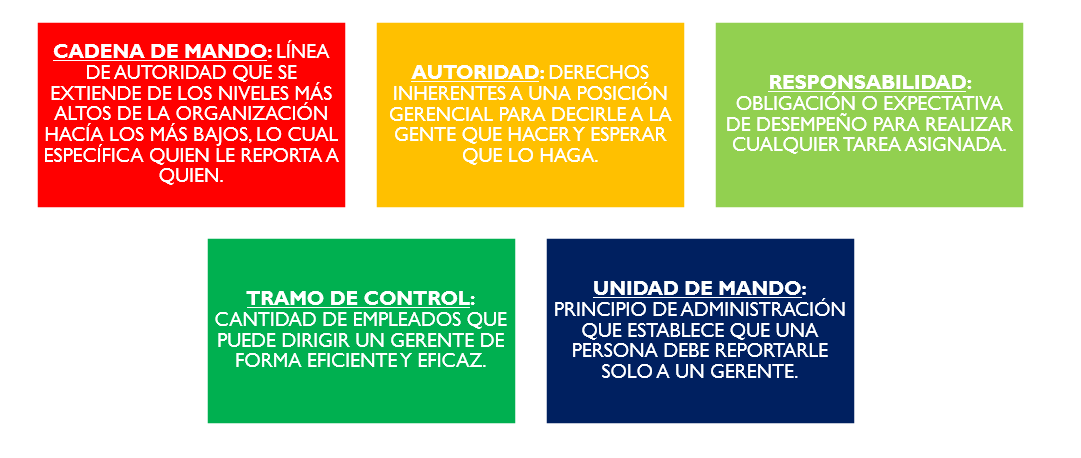 CADENA DE MANDO: LÍNEA
DE AUTORIDAD QUE SE
EXTIENDE DE LOS NIVELES MÁS
ALTOS DE LA ORGANIZACIÓN
HACÍA LOS MÁS BAJOS, LO CUAL
ESPECÍFICA QUIEN LE REPORTA A
QUIEN.
AUTORIDAD: DERECHOS
INHERENTES A UNA POSICIÓN
GERENCIAL PARA DECIRLE A LA
GENTE QUE HACER Y ESPERAR
QUE LO HAGA.
RESPONSABILIDAD:
OBLIGACIÓN O EXPECTATIVA
DE DESEMPEÑO PARA REALIZAR
CUALQUIER TAREA ASIGNADA.
TRAMO DE CONTROL:
CANTIDAD DE EMPLEADOS QUE
PUEDE DIRIGIR UN GERENTE DE
FORMA EFICIENTE Y EFICAZ.
UNIDAD DE MANDO:
PRINCIPIO DE ADMINISTRACIÓN
QUE ESTABLECE QUE UNA
PERSONA DEBE REPORTARLE
SOLO A UN GERENTE.